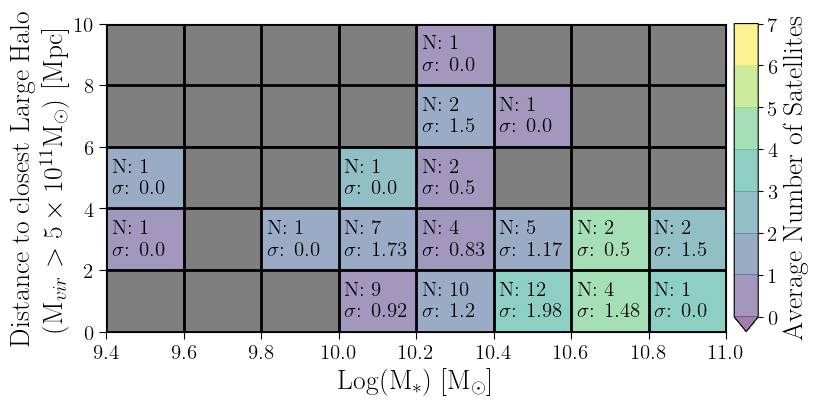 Distance to closest Large Halo
(M_vir > 5 × 10^11 M_⊙) [Mpc]
10
8
6
4
2
0
N: 1
σ: 0.0
N: 2
σ: 1.5
N: 1
σ: 0.0
N: 1
σ: 0.0
N: 1
σ: 0.0
N: 2
σ: 0.5
N: 1
σ: 0.0
N: 1
σ: 0.0
N: 7
σ: 1.73
N: 4
σ: 0.83
N: 5
σ: 1.17
N: 2
σ: 0.5
N: 2
σ: 1.5
N: 9
σ: 0.92
N: 10
σ: 1.2
N: 12
σ: 1.98
N: 4
σ: 1.48
N: 1
σ: 0.0
9.4 9.6 9.8 10.0 10.2 10.4 10.6 10.8 11.0
Log(M_*) [M_⊙]
7
6
5
4
3
2
1
0
Average Number of Satellites